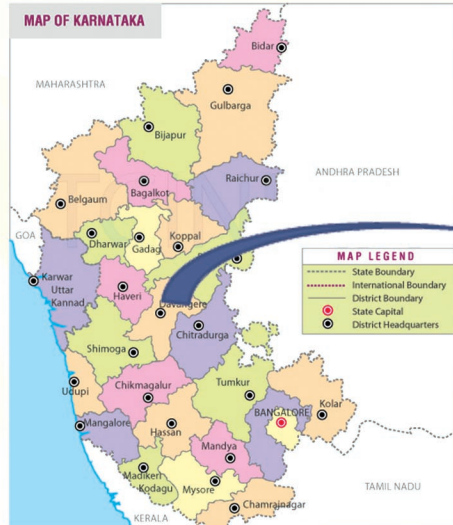 MAP OF KARNATAKA
Bidar
MAHARASHTRA
Gulbarga
Bijapur
ANDHRA PRADESH
Raichur
Bagalkot
Belgaum
Koppal
GOA
Dharwar
Gadag
Karwar
Uttar
Kannad
Haveri
Davangere
Chitradurga
Shimoga
MAP LEGEND
State Boundary
International Boundary
District Boundary
State Capital
District Headquarters
Udupi
Chikmagalur
Tumkur
BANGALORE
Kolar
Mangalore
Hassan
Mandya
Madikeri
Kodagu
Mysore
TAMIL NADU
Chamrajnagar
KERALA